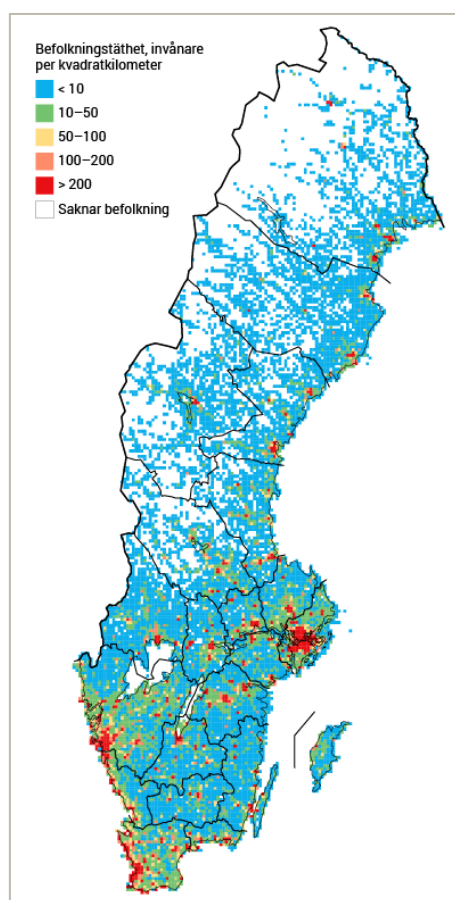 Befolkningstäthet, invånare
per kvadratkilometer
< 10
10–50
50–100
100–200
> 200
Saknar befolkning